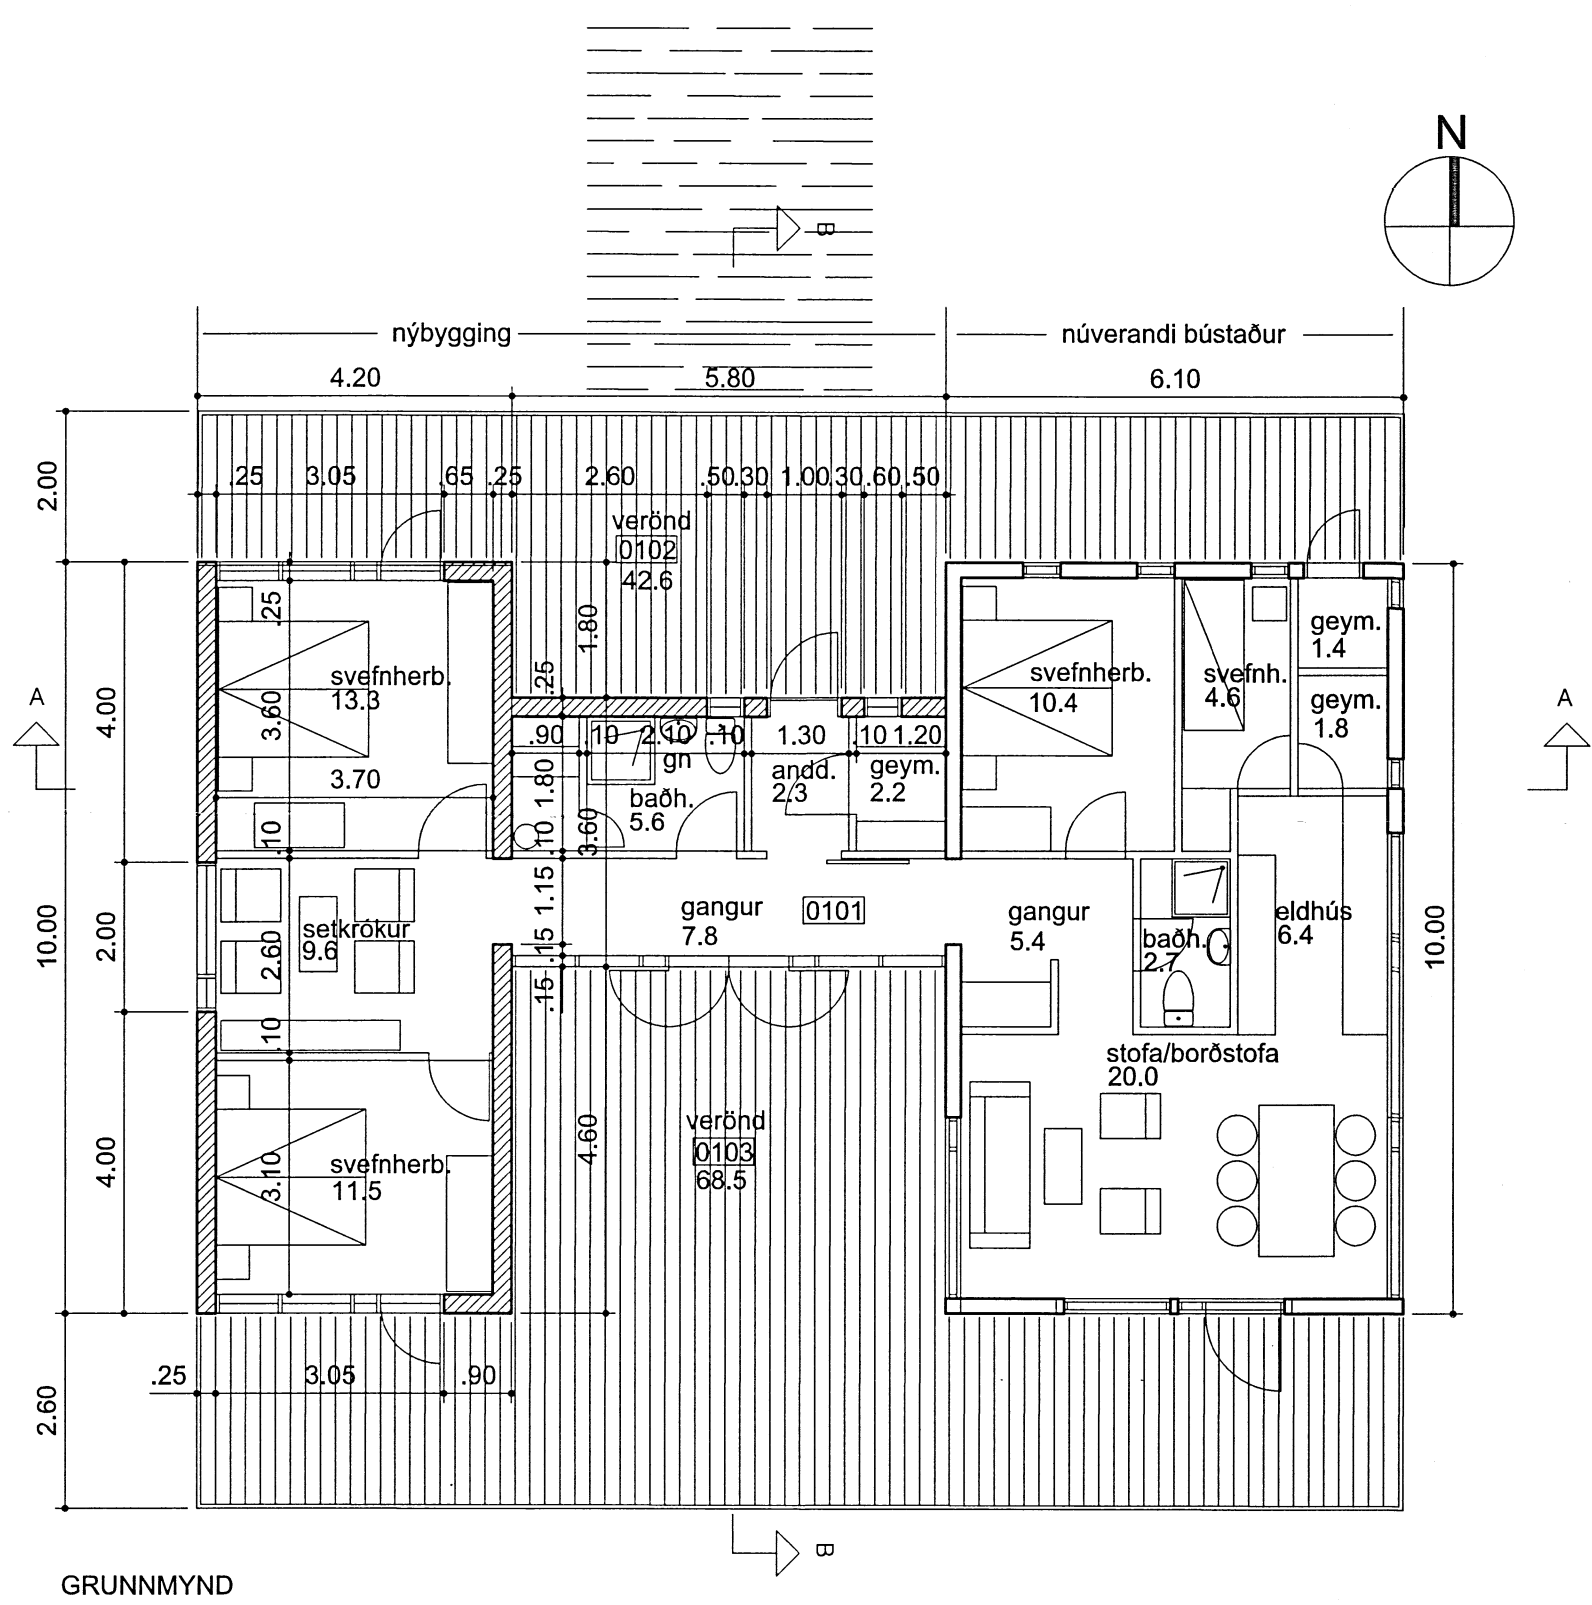 N
B
nýbygging
núverandi bústaður
4.20
5.80
6.10
2.00
.25
3.05
.65
.25
2.60
.50
.30
1.00
.30
.60
.50
verönd
0102
42.6
.25
1.80
.25
svefnherb.
13.3
3.60
3.70
4.00
A
svefnherb.
10.4
svefnh.
4.6
geym.
1.4
geym.
1.8
A
.90
.10
2.10
.10
1.30
.10
1.20
gn
andd.
2.3
geym.
2.2
baðh.
5.6
1.80
3.60
.10
.10
1.15
.15
.15
10.00
2.00
setkrókur
9.6
2.60
.10
gangur
7.8
0101
gangur
5.4
baðh.
2.7
eldhús
6.4
10.00
stofa/borðstofa
20.0
4.00
svefnherb.
11.5
3.10
4.60
verönd
0103
68.5
.25
3.05
.90
2.60
B
GRUNNMYND